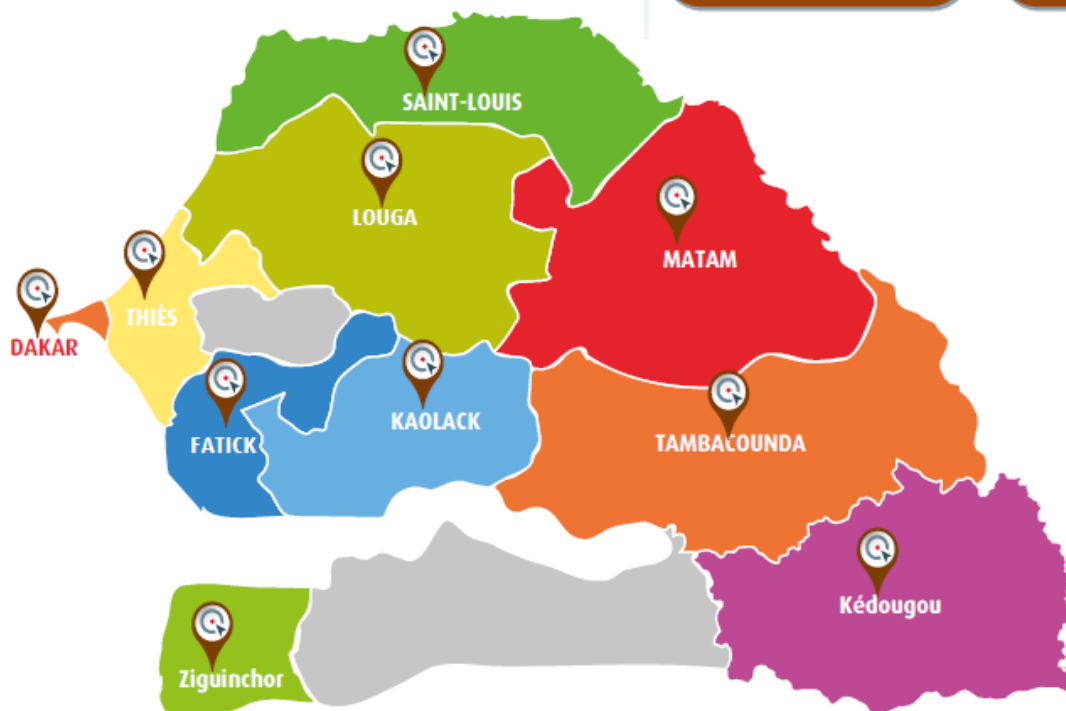 SAINT-LOUIS
LOUGA
MATAM
THIÈS
DAKAR
KAOLACK
FATICK
TAMBACOUNDA
Kédougou
Ziguinchor